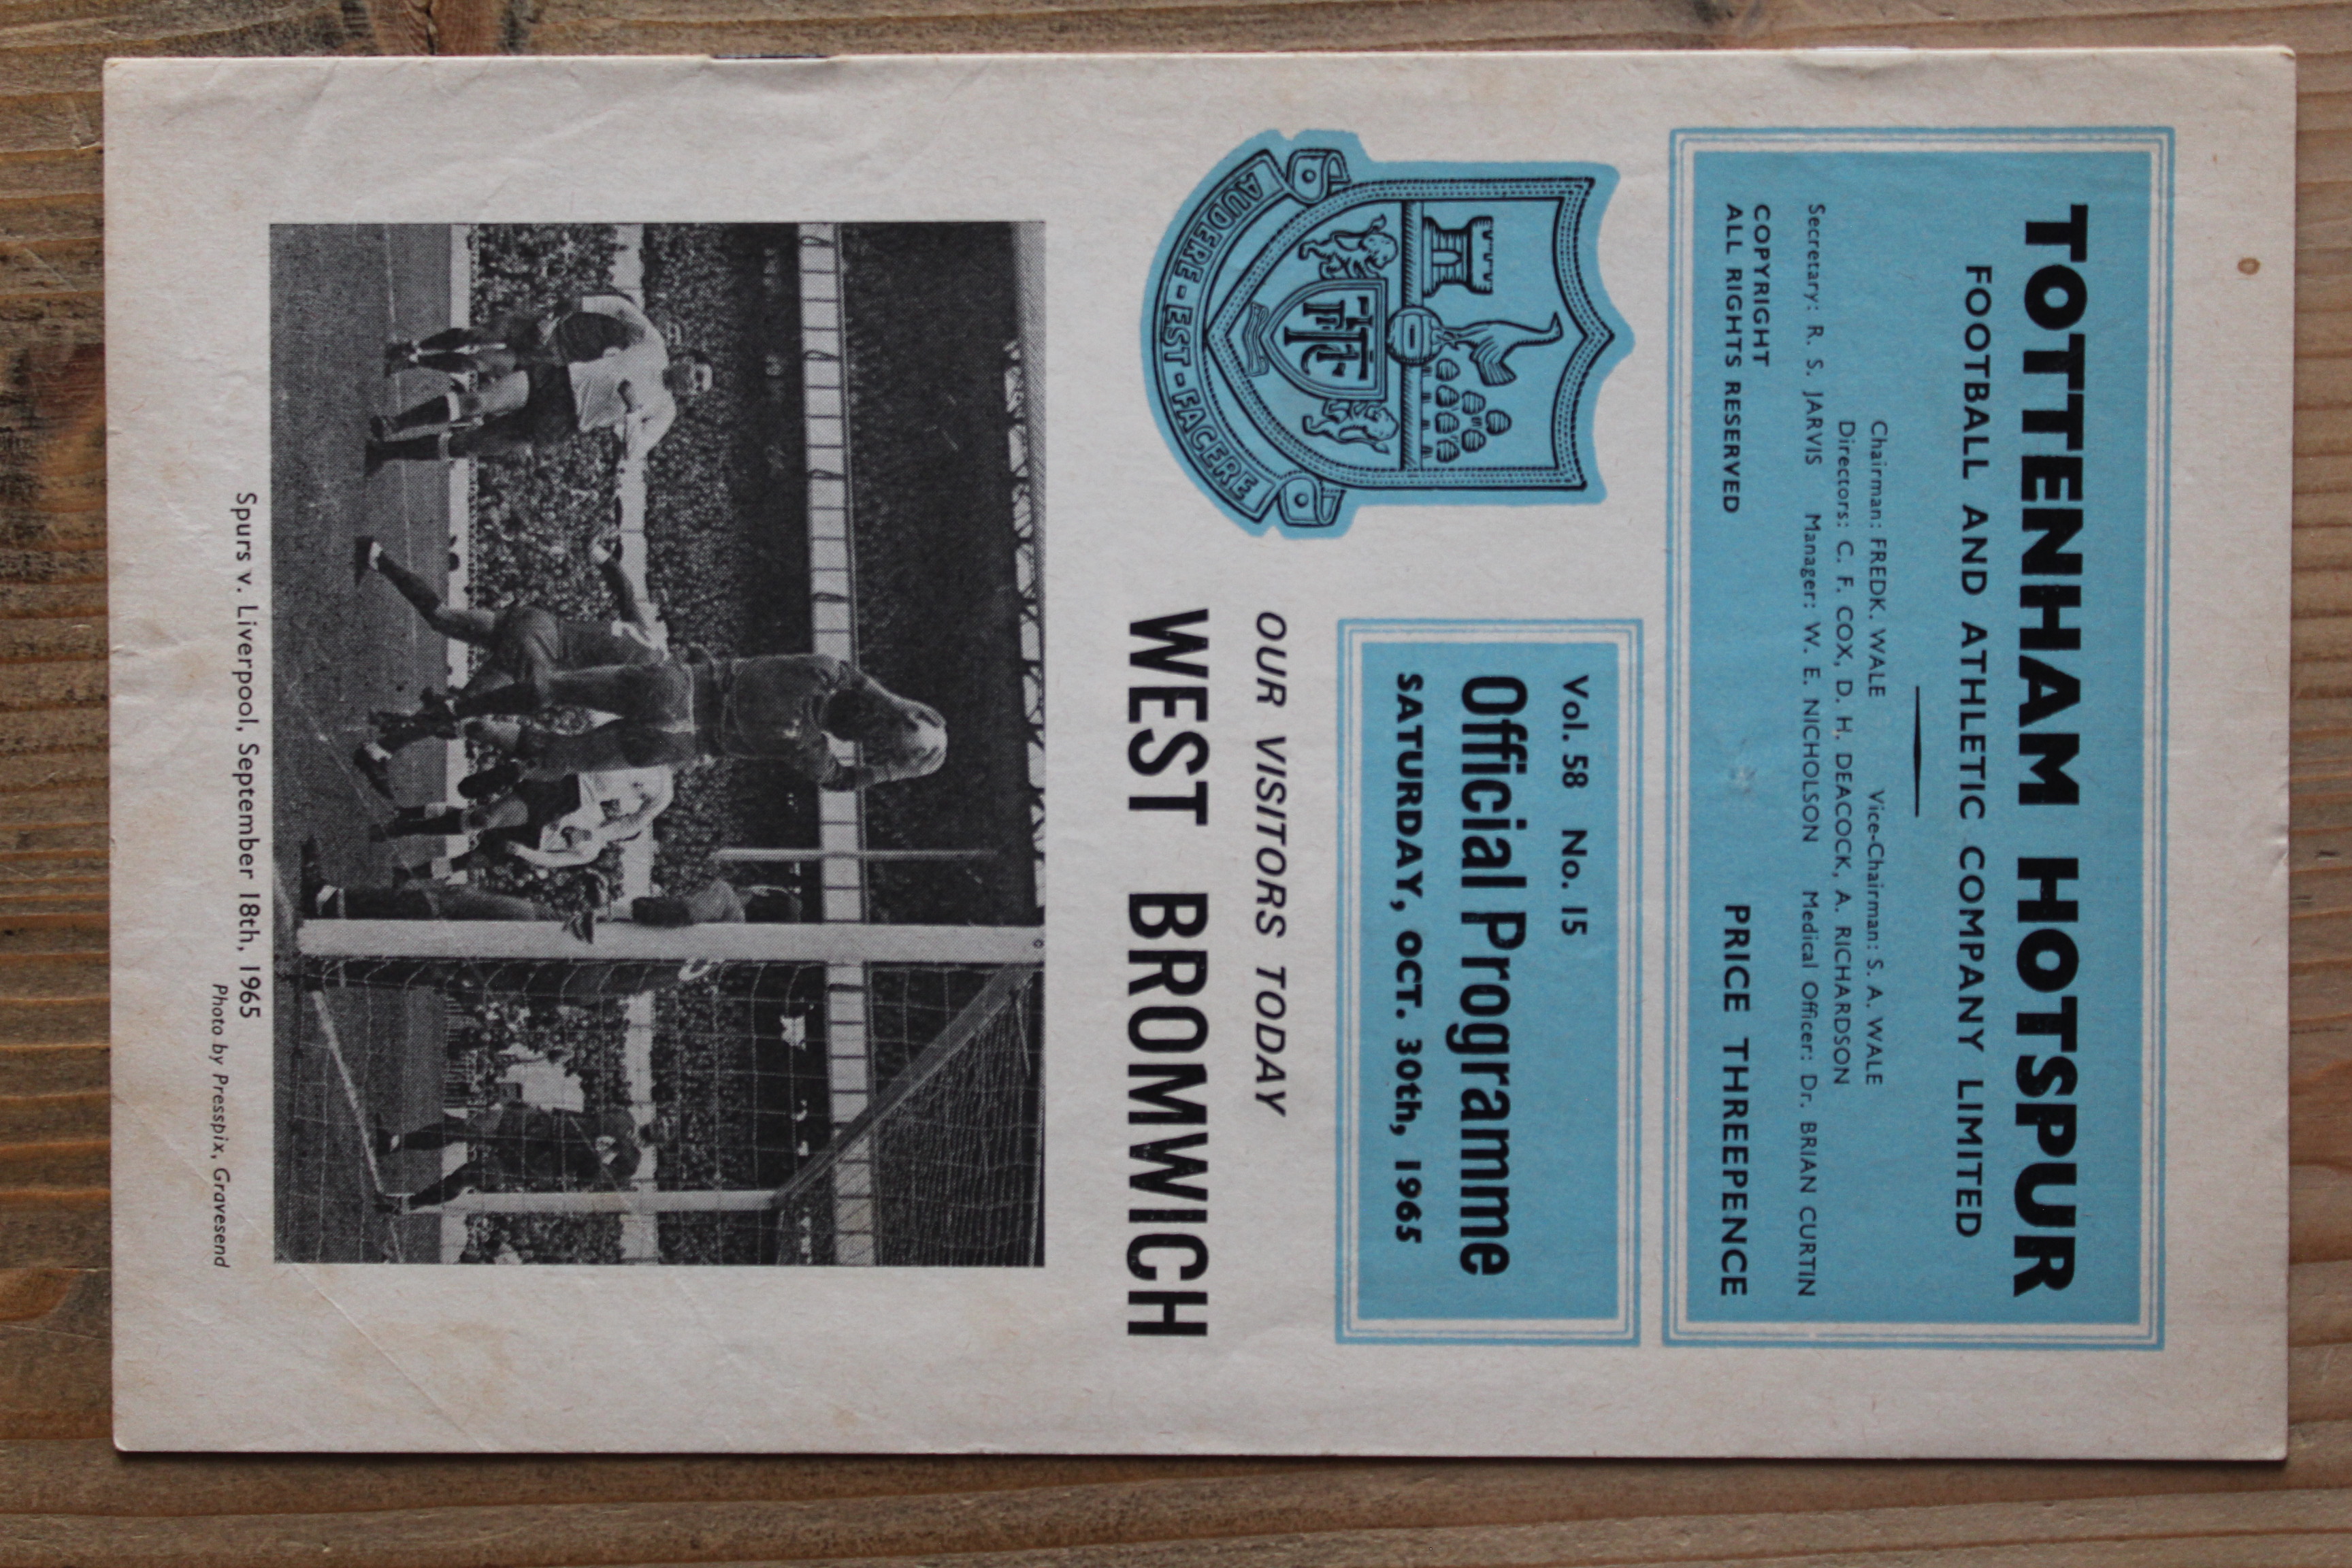 TOTTENHAM HOTSPUR
FOOTBALL AND ATHLETIC COMPANY LIMITED
Chairman: FREDK. WALE Vice-Chairman: S. A. WALE
Directors: C. F. COX, D. H. DEACOCK, A. RICHARDSON
Secretary: R. S. JARVIS Manager: W. E. NICHOLSON Medical Officer: Dr. BRIAN CURTIN
COPYRIGHT
ALL RIGHTS RESERVED PRICE THREEPENCE
Vol. 58 No. 15
Official Programme
SATURDAY, OCT. 30th, 1965
AUDERE-EST-FACERE
OUR VISITORS TODAY
WEST BROMWICH
Spurs v. Liverpool, September 18th, 1965
Photo by Presspix, Gravesend